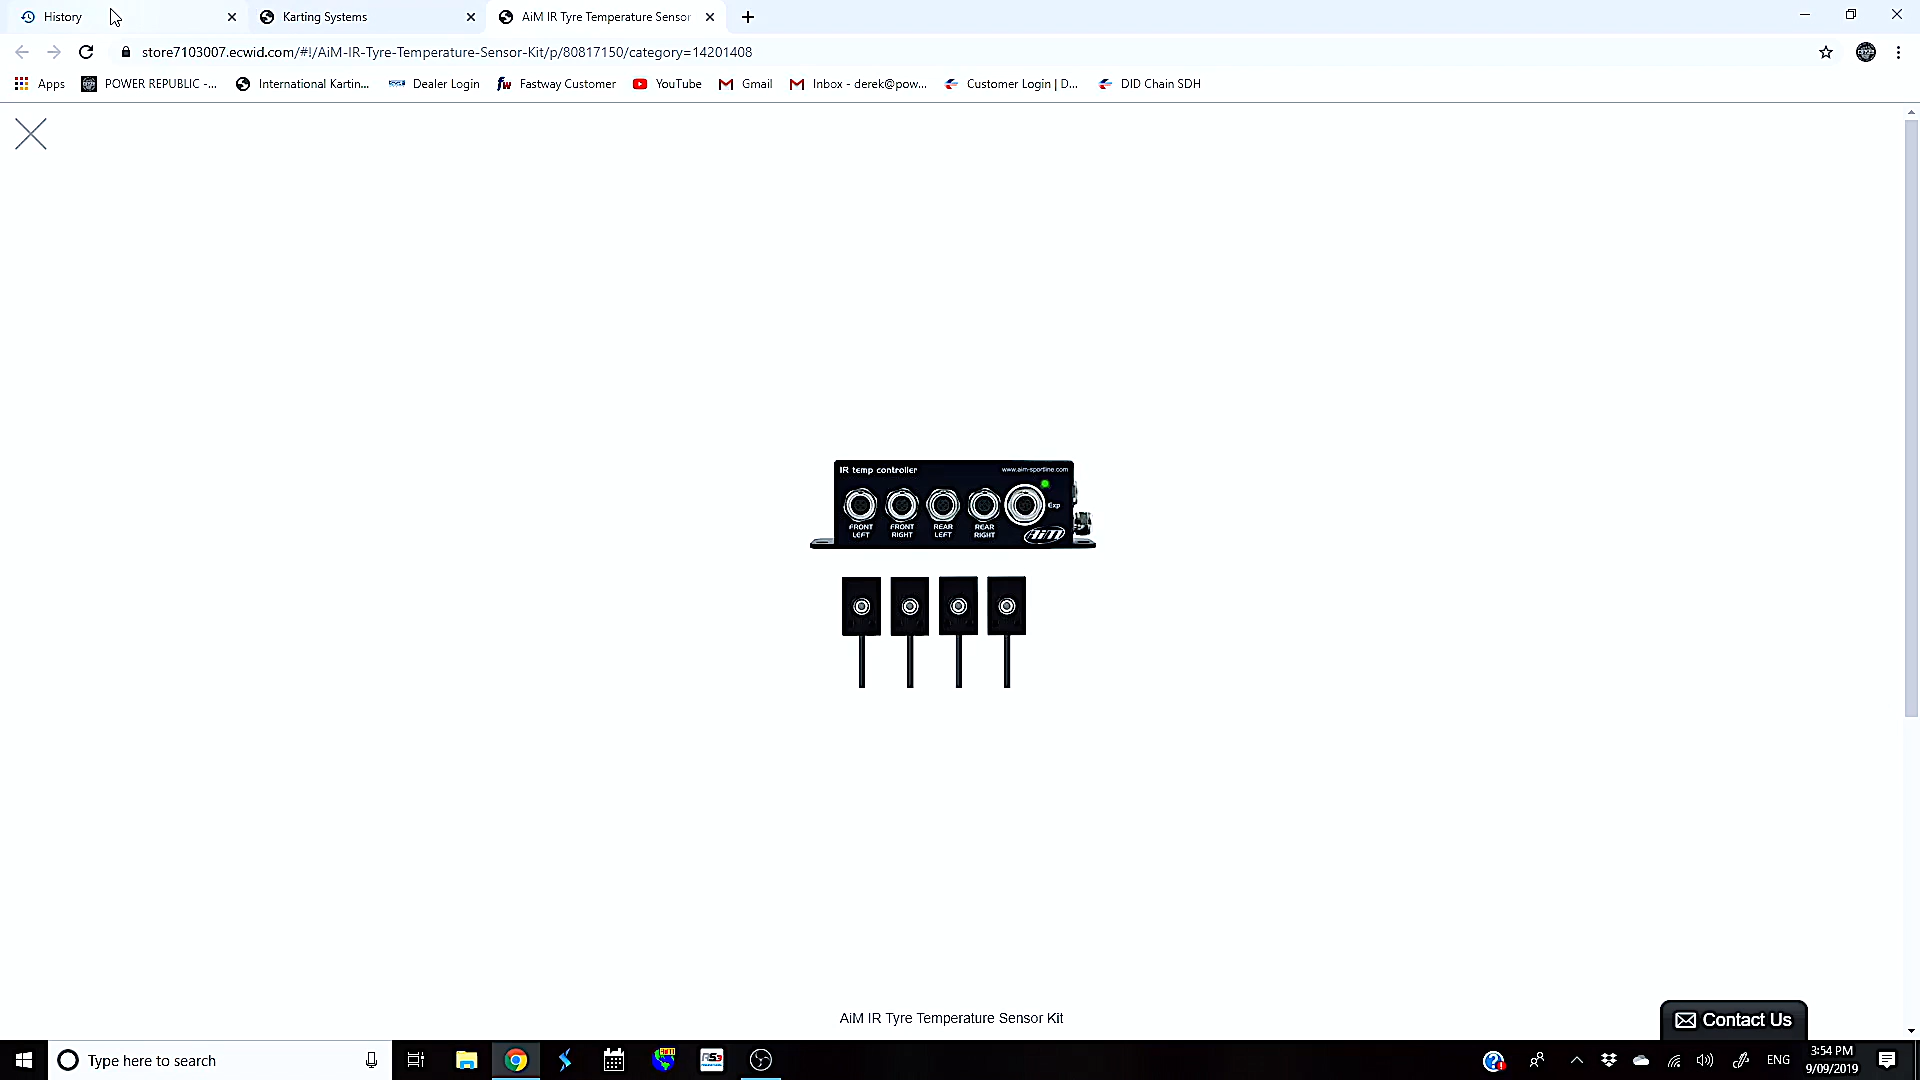 History
Karting Systems
AiM IR Tyre Temperature Sensor
store7103007.ecwid.com/#!/AiM-IR-Tyre-Temperature-Sensor-Kit/p/80817150/category=14201408
Apps
POWER REPUBLIC -...
International Kartin...
Dealer Login
fw Fastway Customer
YouTube
Gmail
Inbox - derek@pow...
Customer Login | D...
DID Chain SDH
IR temp controller
www.aim-sportline.com
Exp
FRONT LEFT
FRONT RIGHT
REAR LEFT
REAR RIGHT
AiM
AiM IR Tyre Temperature Sensor Kit
Contact Us
Type here to search
RS3
ENG
3:54 PM
9/09/2019